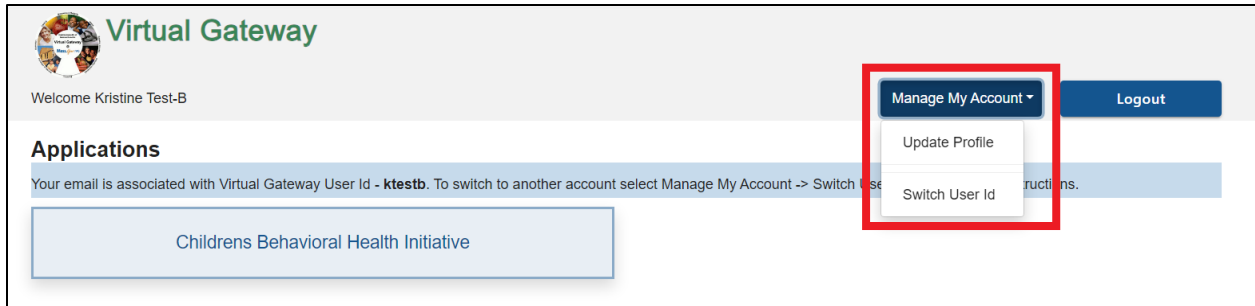 Virtual Gateway
Welcome Kristine Test-B
Manage My Account
Logout
Update Profile
Applications
Your email is associated with Virtual Gateway User Id - ktestb. To switch to another account select Manage My Account -> Switch Use ructions.
Switch User Id
Childrens Behavioral Health Initiative